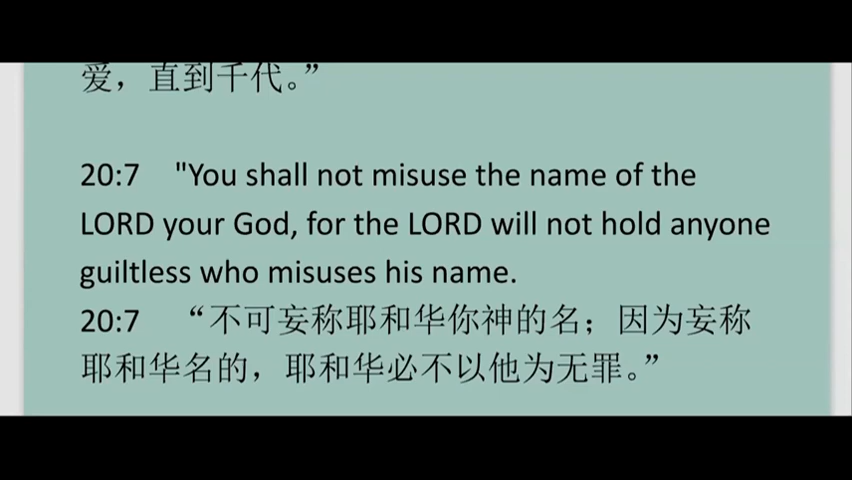 爱，直到千代。”
20:7 "You shall not misuse the name of the
LORD your God, for the LORD will not hold anyone
guiltless who misuses his name.
20:7 “不可妄称耶和华你神的名；因为妄称
耶和华名的，耶和华必不以他为无罪。”